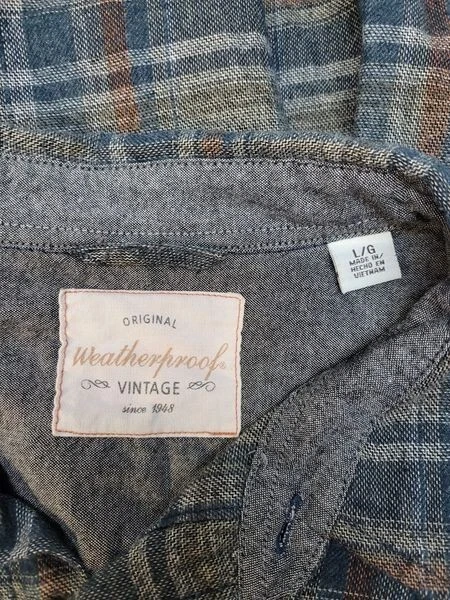 L/G
MADE IN/
HECHO EN
VIETNAM
ORIGINAL
Weatherproof®
VINTAGE
since 1948